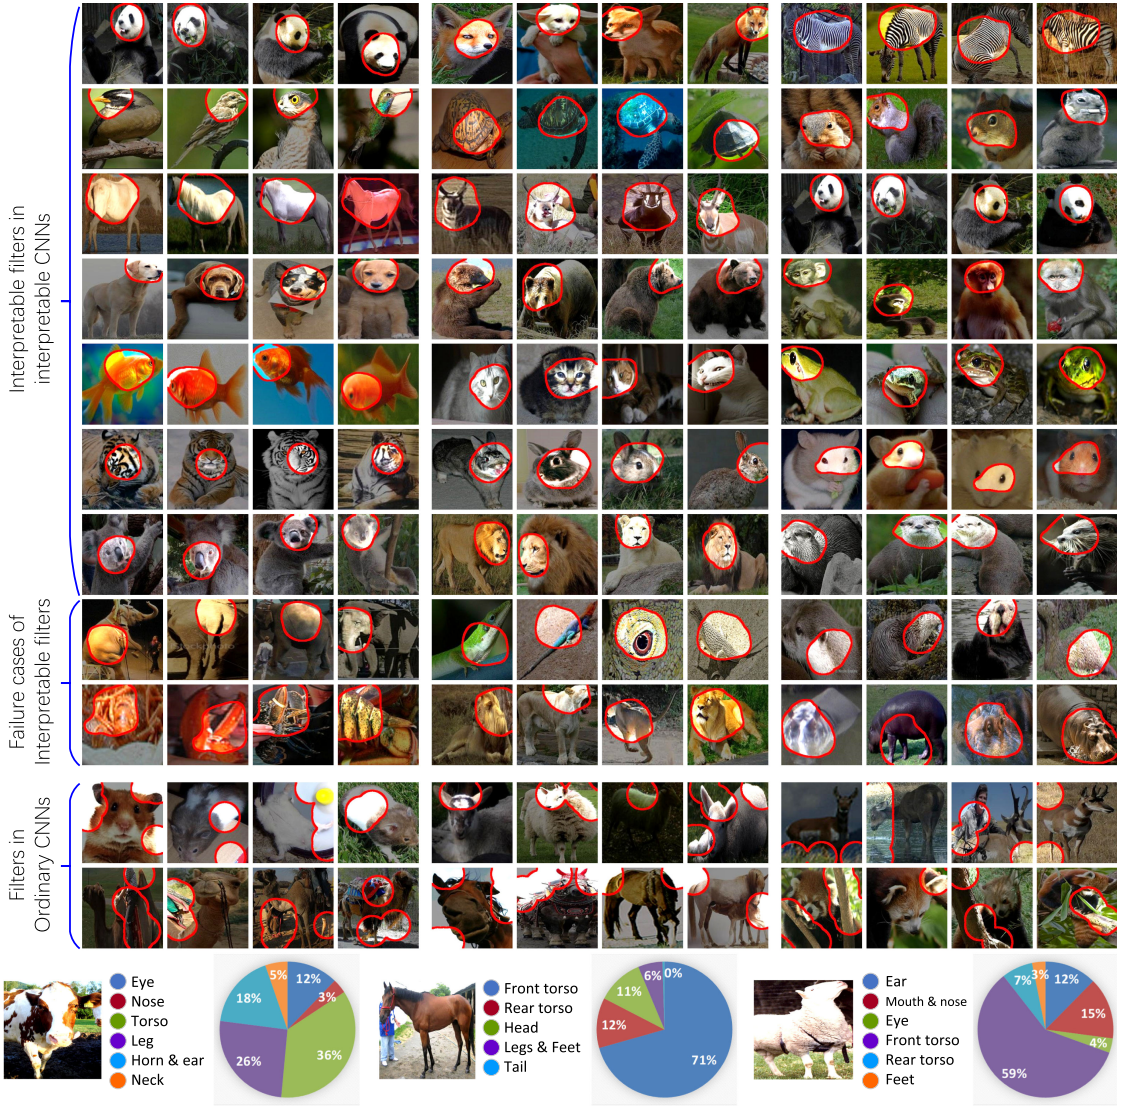 Interpretable filters in
interpretable CNNs
Failure cases of
Interpretable filters
Filters in
Ordinary CNNs
Eye
Nose
Torso
Leg
Horn & ear
Neck
12%
3%
36%
26%
18%
5%
Front torso
Rear torso
Head
Legs & Feet
Tail
71%
12%
11%
6%
0%
Ear
Mouth & nose
Eye
Front torso
Rear torso
Feet
12%
15%
4%
59%
7%
3%